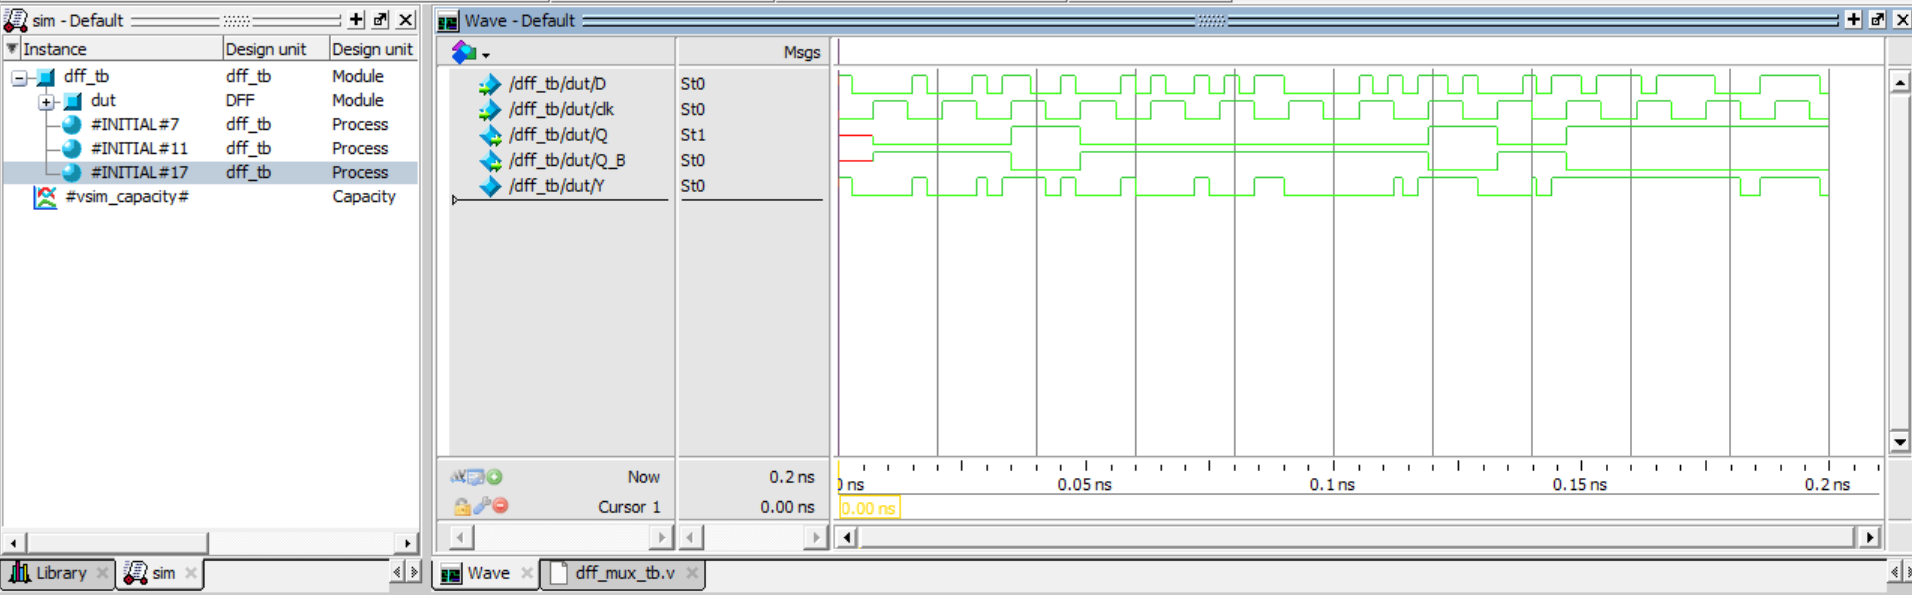 sim - Default
Instance Design unit Design unit
dff_tb dff_tb Module
dut DFF Module
#INITIAL#7 dff_tb Process
#INITIAL#11 dff_tb Process
#INITIAL#17 dff_tb Process
#vsim_capacity# Capacity
Library sim
Wave - Default
Msgs
/dff_tb/dut/D St0
/dff_tb/dut/clk St0
/dff_tb/dut/Q St1
/dff_tb/dut/Q_B St0
/dff_tb/dut/Y St0
Now 0.2 ns
Cursor 1 0.00 ns
ns 0.05 ns 0.1 ns 0.15 ns 0.2 ns
0.00 ns
Wave dff_mux_tb.v